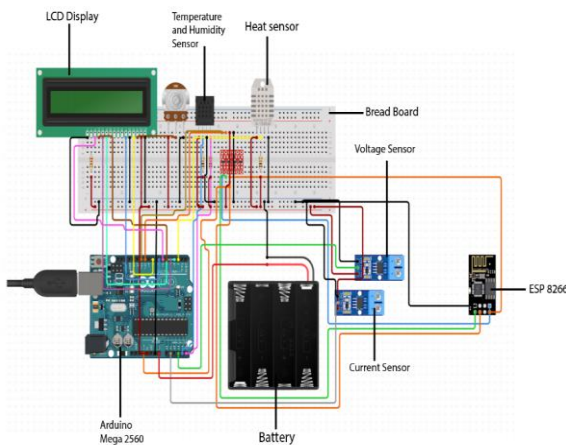 LCD Display
Temperature
and Humidity
Sensor
Heat sensor
Bread Board
Voltage Sensor
ESP 8266
Current Sensor
Arduino
Mega 2560
Battery